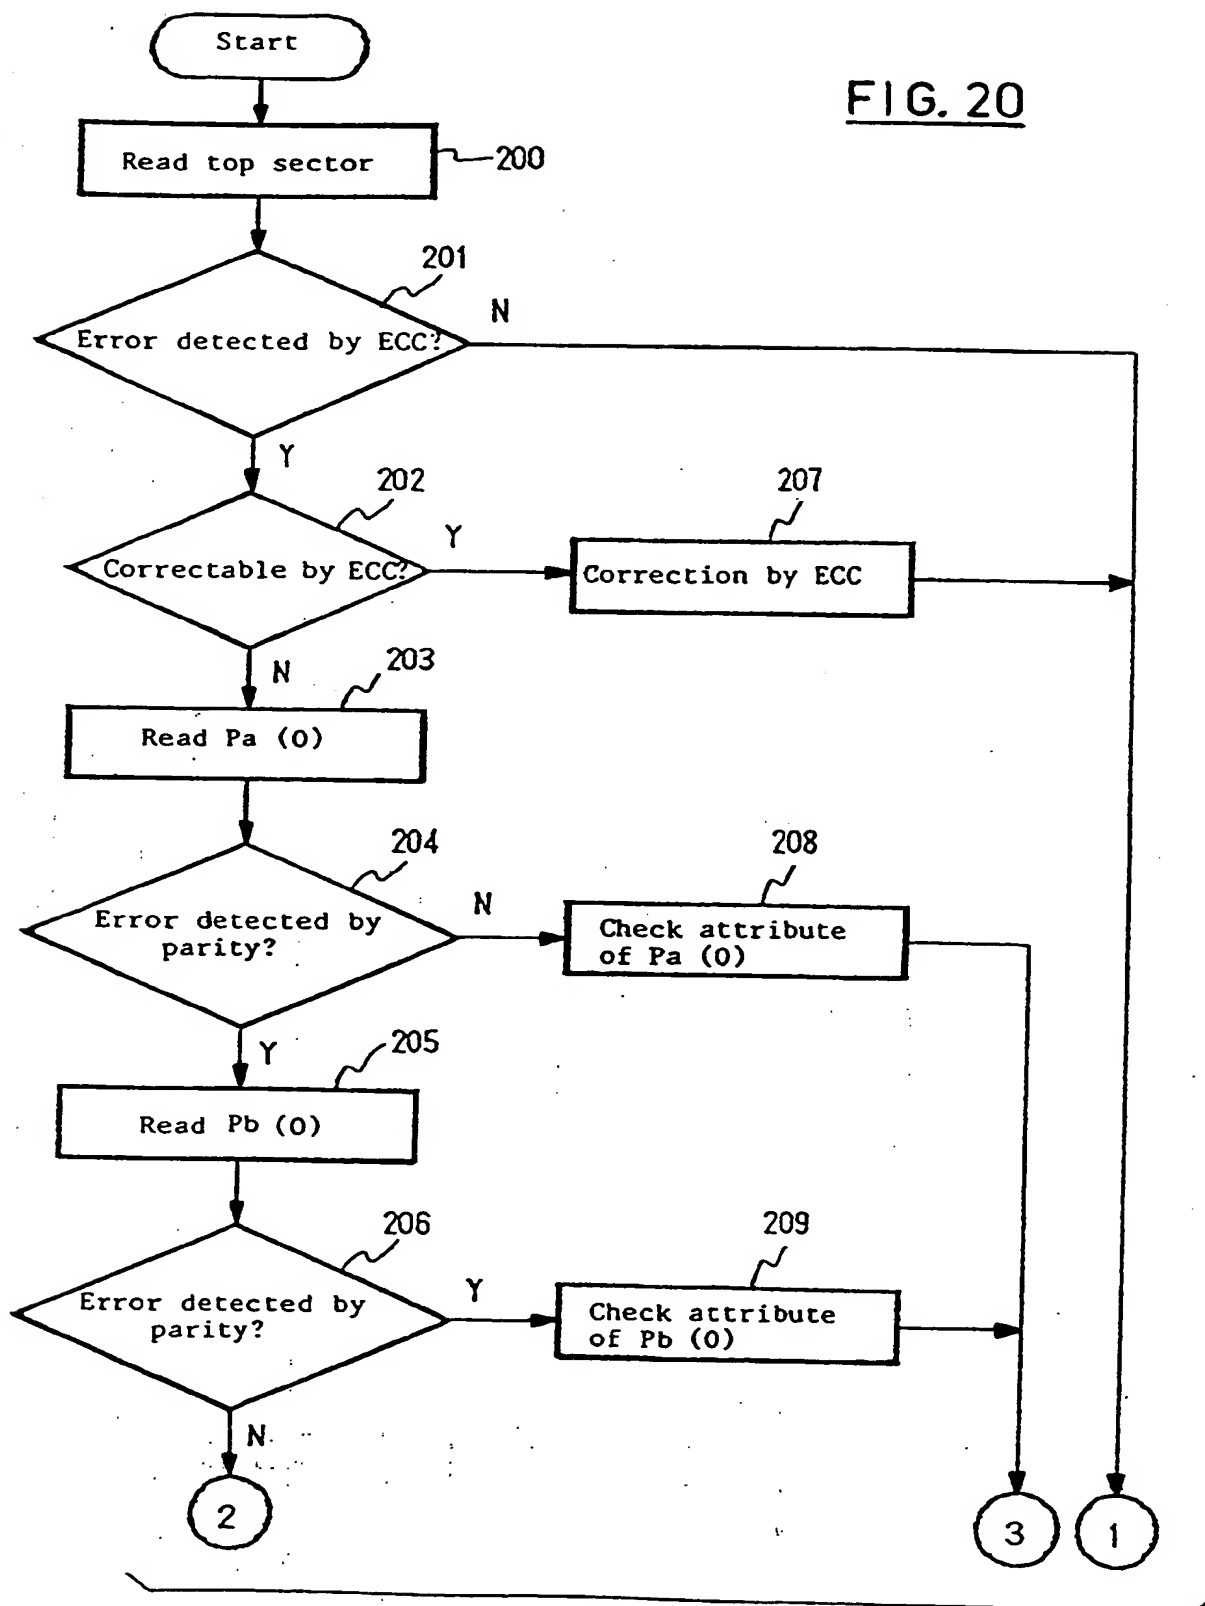 Start
FIG. 20
Read top sector
200
201
N
Error detected by ECC?
Y
202
207
Y
Correctable by ECC?
Correction by ECC
N
203
Read Pa (0)
204
208
N
Error detected by
parity?
Check attribute
of Pa (0)
Y
205
Read Pb (0)
206
209
Y
Error detected by
parity?
Check attribute
of Pb (0)
N
2
3
1